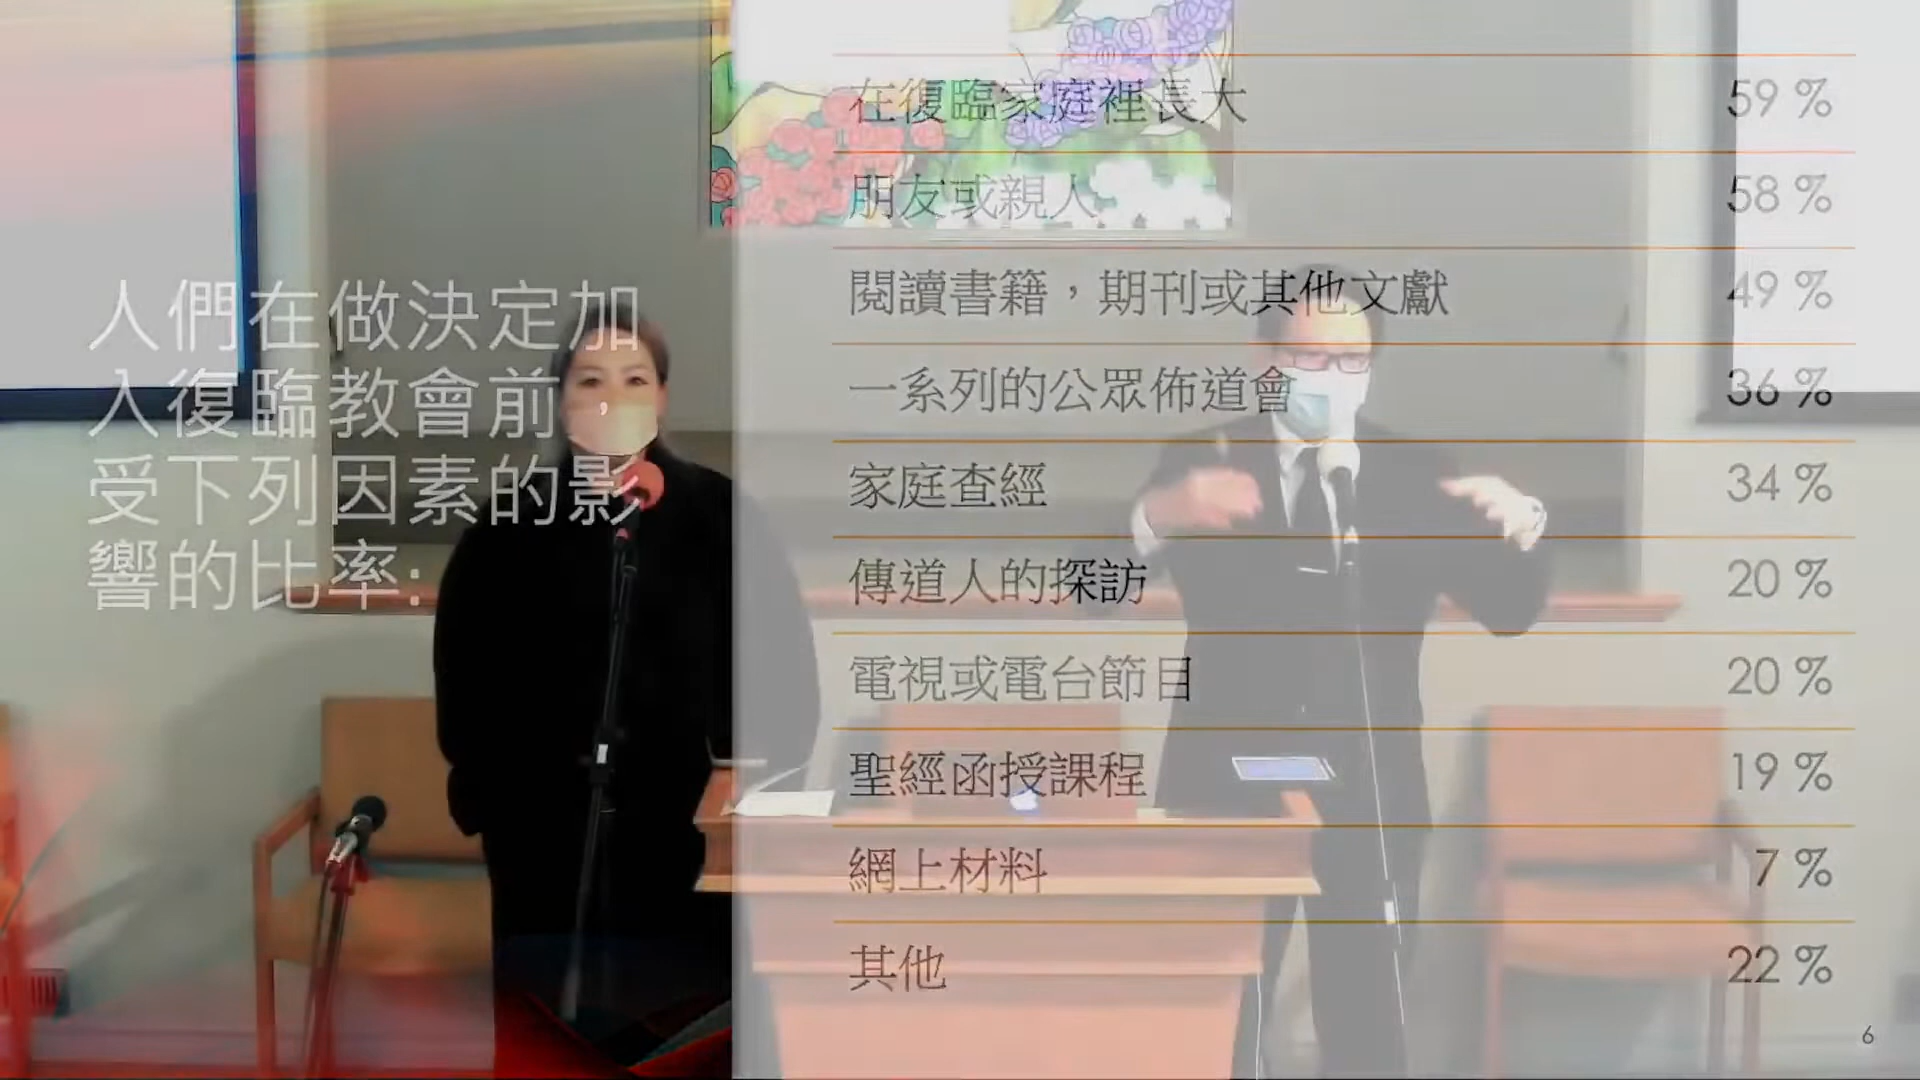 人們在做決定加
入復臨教會前，
受下列因素的影
響的比率:
在復臨家庭裡長大 59 %
朋友或親人 58 %
閱讀書籍，期刊或其他文獻 49 %
一系列的公眾佈道會 36 %
家庭查經 34 %
傳道人的探訪 20 %
電視或電台節目 20 %
聖經函授課程 19 %
網上材料 7 %
其他 22 %
6